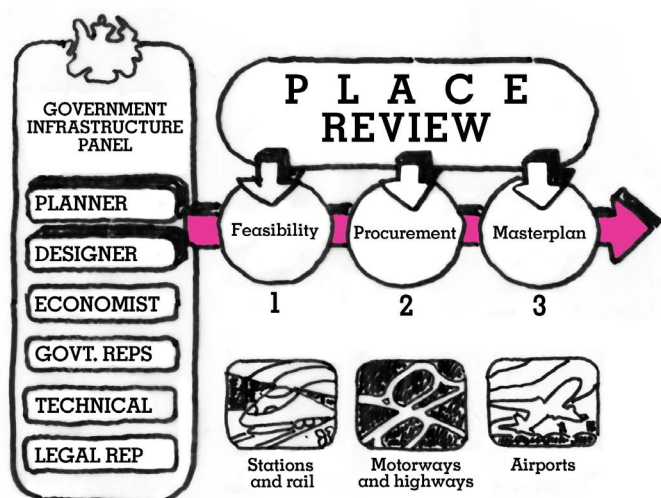 GOVERNMENT
INFRASTRUCTURE
PANEL
PLANNER
DESIGNER
ECONOMIST
GOVT. REPS
TECHNICAL
LEGAL REP
PLACE
REVIEW
Feasibility
Procurement
Masterplan
1
2
3
Stations
and rail
Motorways
and highways
Airports